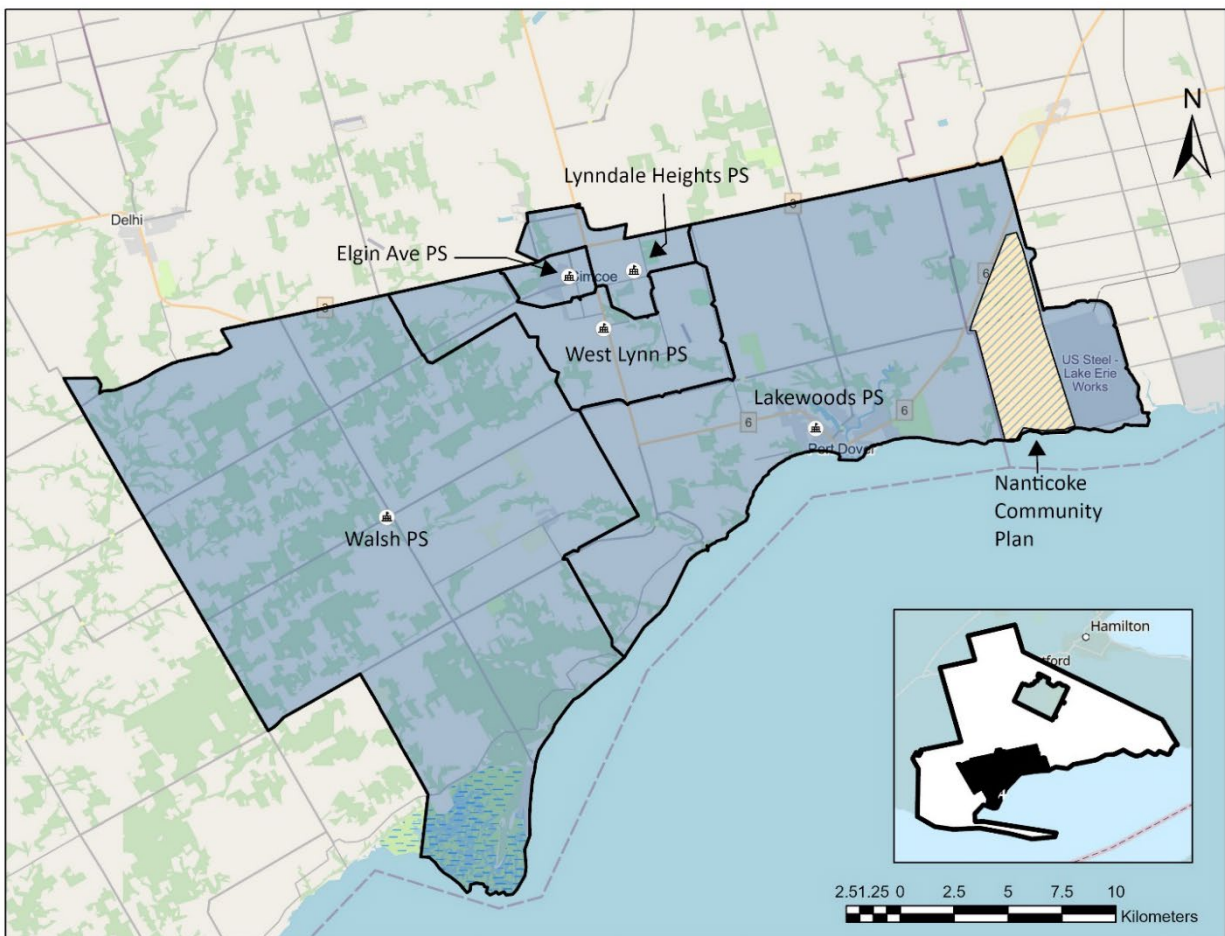 N
Lynndale Heights PS
3
Delhi
Elgin Ave PS
6
3
West Lynn PS
US Steel -
Lake Erie
Works
Lakewoods PS
6
6
Port Dover
Nanticoke
Community
Plan
Walsh PS
Hamilton
2.5 1.25 0 2.5 5 7.5 10
Kilometers